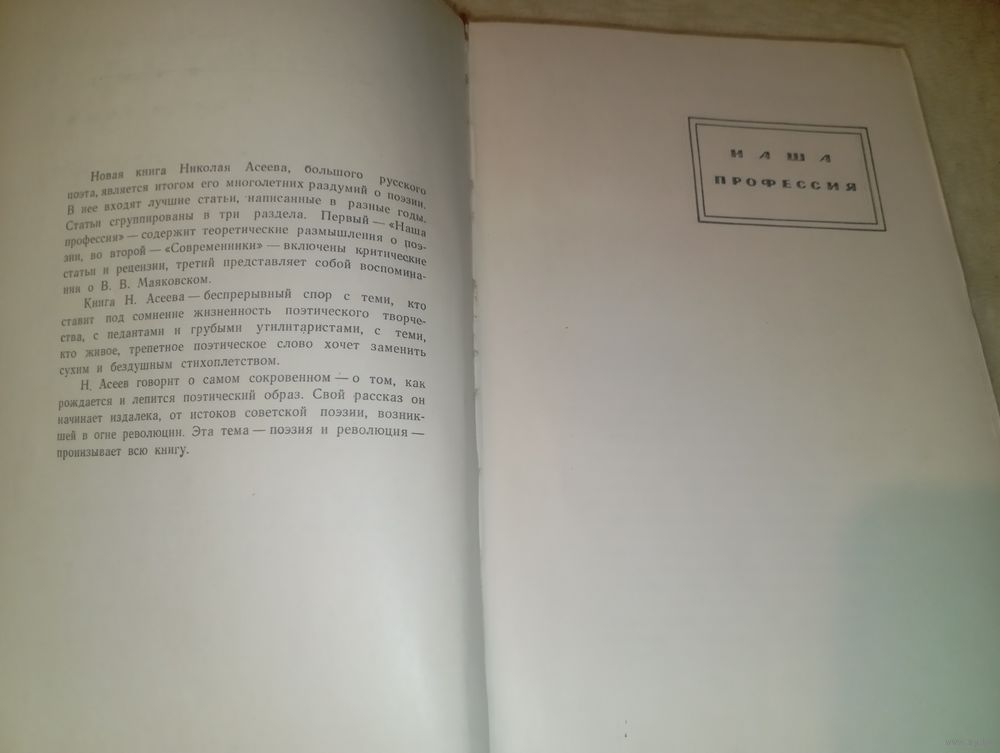 Новая книга Николая Асеева, большого русского
поэта, является итогом его многолетних раздумий о поэзии.
В нее входят лучшие статьи, написанные в разные годы.
Статьи сгруппированы в три раздела. Первый — «Наша
профессия» — содержит теоретические размышления о поэ-
зии, во второй — «Современники» — включены критические
статьи и рецензии, третий представляет собой воспомина-
ния о В. В. Маяковском.
Книга Н. Асеева — беспрерывный спор с теми, кто
ставит под сомнение жизненность поэтического творче-
ства, с педантами и грубыми утилитаристами, с теми,
кто живое, трепетное поэтическое слово хочет заменить
сухим и бездушным стихоплетством.
Н. Асеев говорит о самом сокровенном — о том, как
рождается и лепится поэтический образ. Свой рассказ он
начинает издалека, от истоков советской поэзии, возник-
шей в огне революции. Эта тема — поэзия и революция —
пронизывает всю книгу.
НАША
ПРОФЕССИЯ